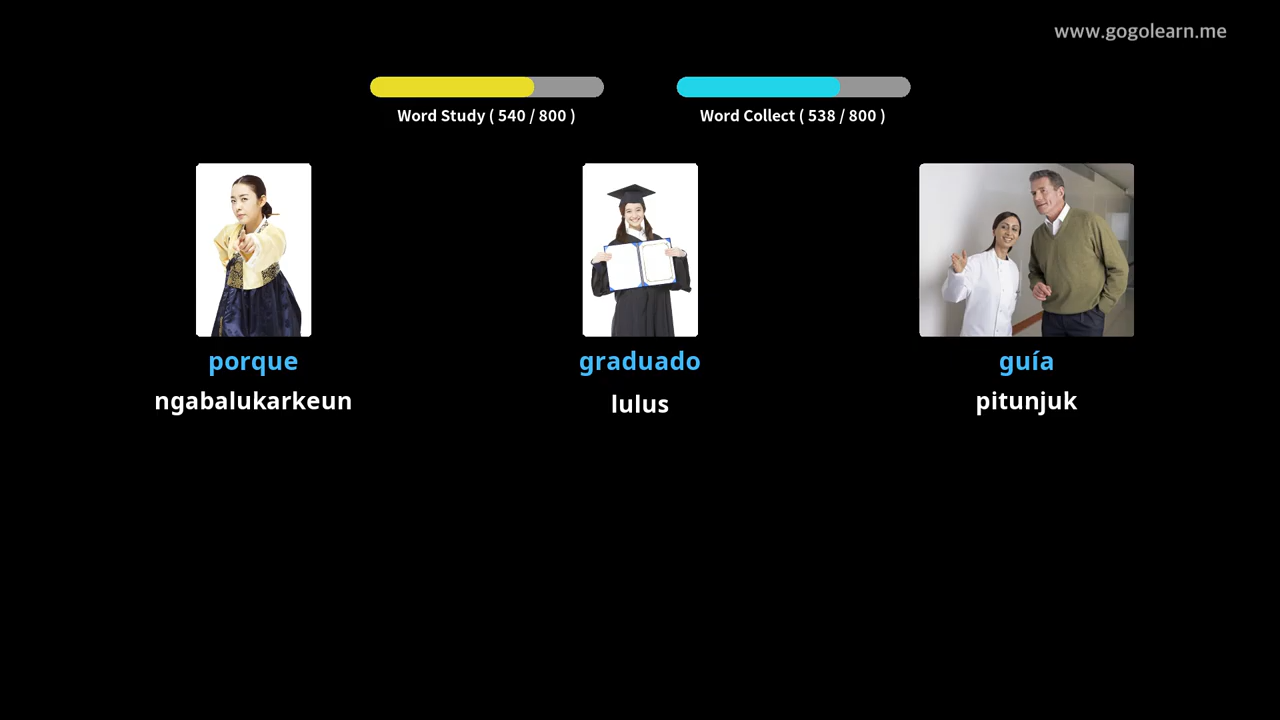 www.gogolearn.me
Word Study ( 540 / 800 )
Word Collect ( 538 / 800 )
porque
graduado
guía
ngabalukarkeun
lulus
pitunjuk